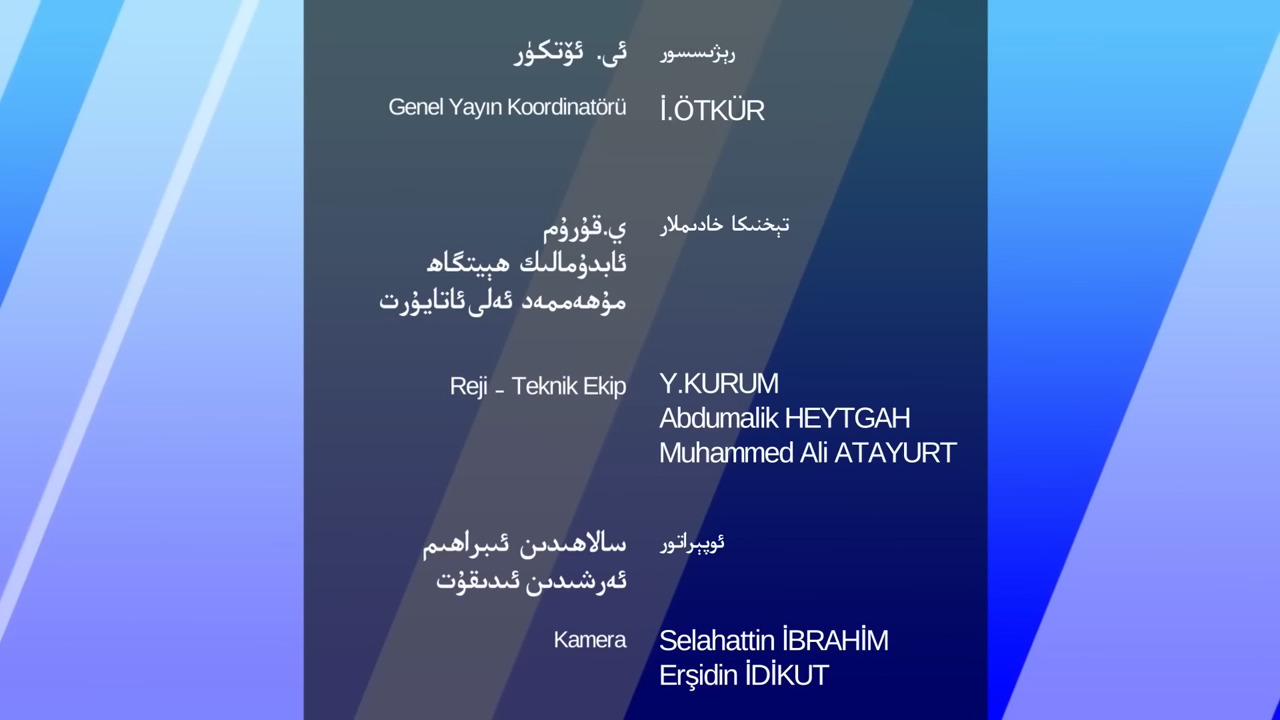 رېژىسسور ئى. ئۆتكۈر
Genel Yayın Koordinatörü İ.ÖTKÜR
تېخنىكا خادىملار ي.قۇرۇم
ئابدۇمالىك ھېيتگاھ
مۇھەممەد ئەلى ئاتايۇرت
Reji - Teknik Ekip Y.KURUM
Abdumalik HEYTGAH
Muhammed Ali ATAYURT
ئوپېراتور سالاھىدىن ئىبراھىم
ئەرشىدىن ئىدىقۇت
Kamera Selahattin İBRAHİM
Erşidin İDİKUT